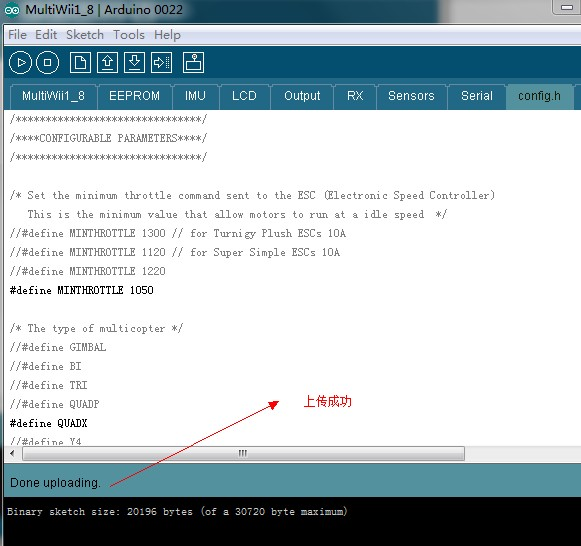 MultiWii1_8 | Arduino 0022
File Edit Sketch Tools Help
MultiWii1_8 EEPROM IMU LCD Output RX Sensors Serial config.h
/*******************************/
/****CONFIGURABLE PARAMETERS****/
/*******************************/
/* Set the minimum throttle command sent to the ESC (Electronic Speed Controller)
This is the minimum value that allow motors to run at a idle speed */
//#define MINTHROTTLE 1300 // for Turnigy Plush ESCs 10A
//#define MINTHROTTLE 1120 // for Super Simple ESCs 10A
//#define MINTHROTTLE 1220
#define MINTHROTTLE 1050
/* The type of multicopter */
//#define GIMBAL
//#define BI
//#define TRI
//#define QUADP
上传成功
#define QUADX
//#define Y4
Done uploading.
Binary sketch size: 20196 bytes (of a 30720 byte maximum)